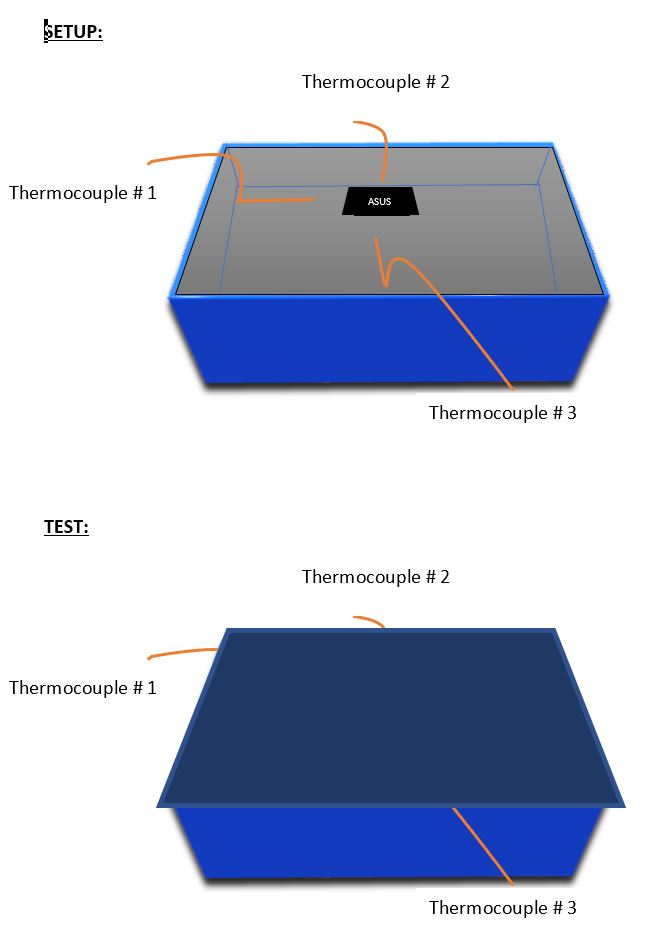 SETUP:
Thermocouple # 2
Thermocouple # 1
ASUS
Thermocouple # 3
TEST:
Thermocouple # 2
Thermocouple # 1
Thermocouple # 3